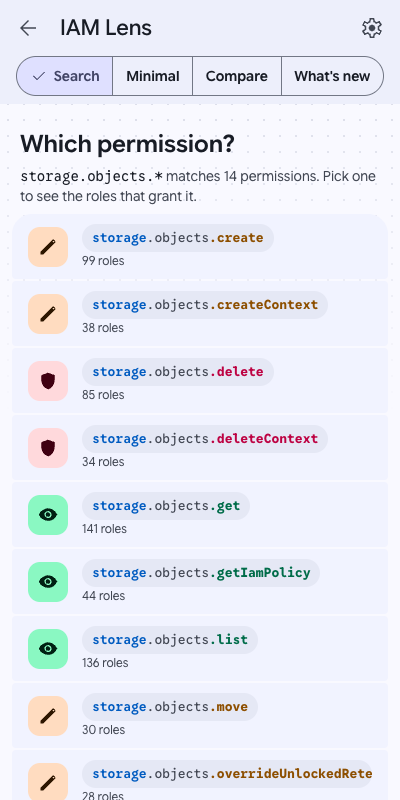 IAM Lens
Search
Minimal
Compare
What's new
Which permission?
storage.objects.* matches 14 permissions. Pick one
to see the roles that grant it.
storage.objects.create
99 roles
storage.objects.createContext
38 roles
storage.objects.delete
85 roles
storage.objects.deleteContext
34 roles
storage.objects.get
141 roles
storage.objects.getIamPolicy
44 roles
storage.objects.list
136 roles
storage.objects.move
30 roles
storage.objects.overrideUnlockedRete
28 roles